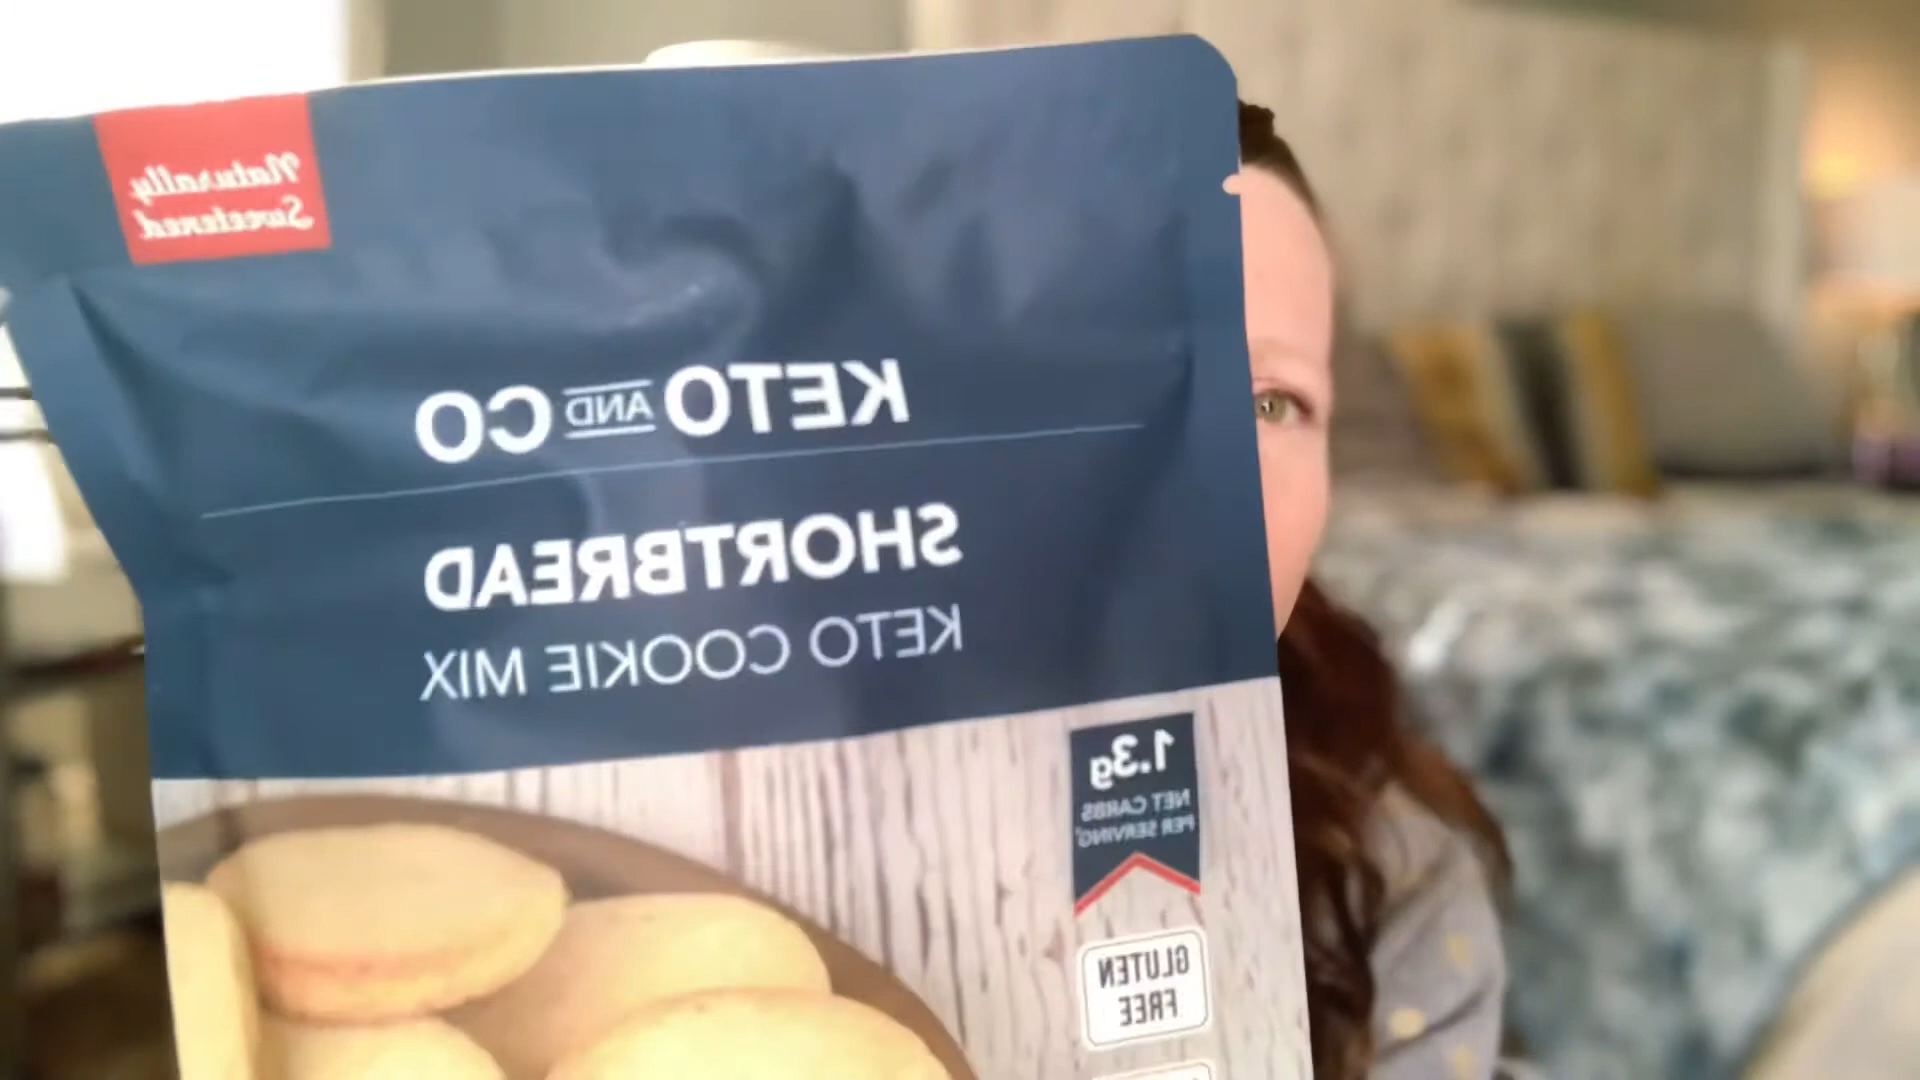 Naturally
Sweetened
KETO AND CO
SHORTBREAD
KETO COOKIE MIX
1.3g
NET CARBS
PER SERVING*
GLUTEN
FREE